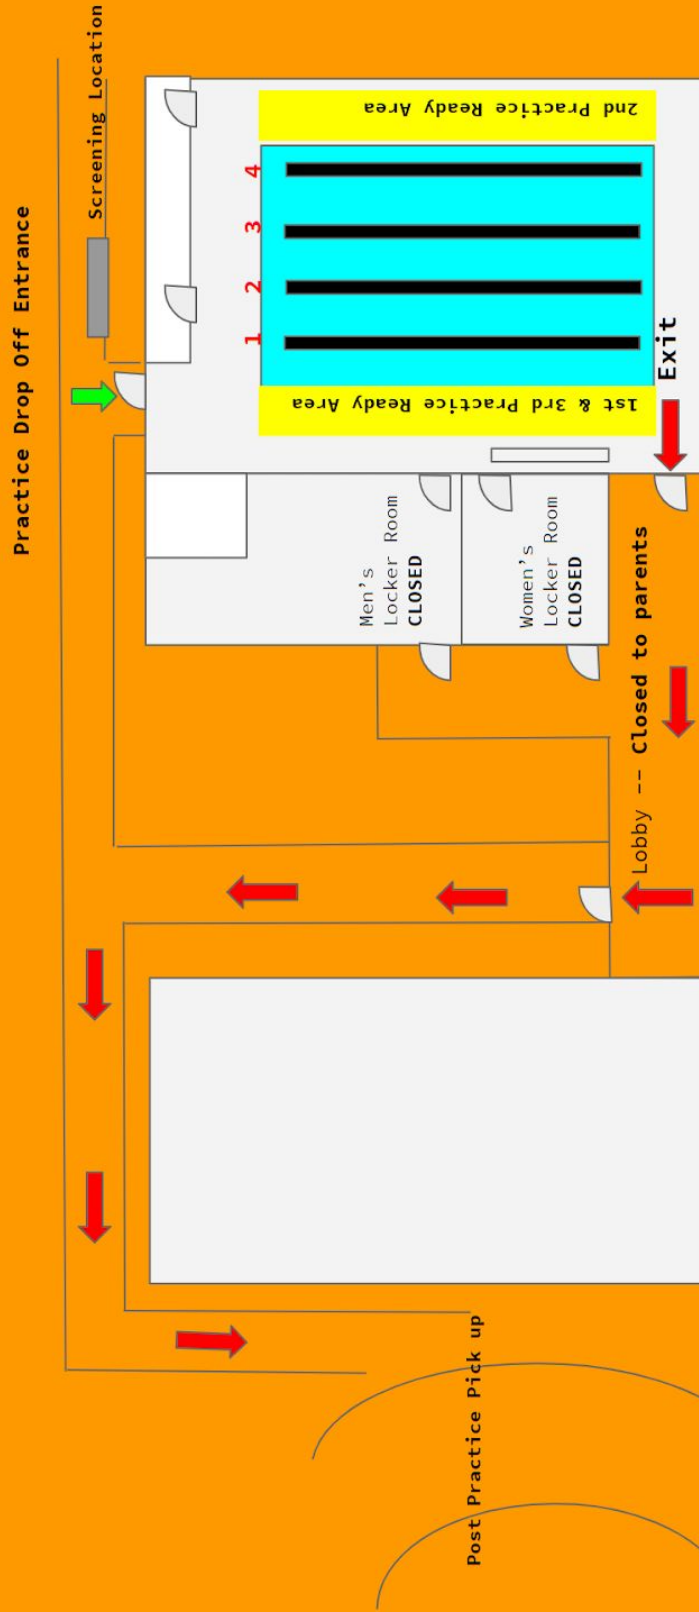 Practice Drop Off Entrance
Screening Location
2nd Practice Ready Area
4
3
2
1
1st & 3rd Practice Ready Area
Exit
Men's
Locker Room
CLOSED
Women's
Locker Room
CLOSED
Lobby -- Closed to parents
Post Practice Pick up